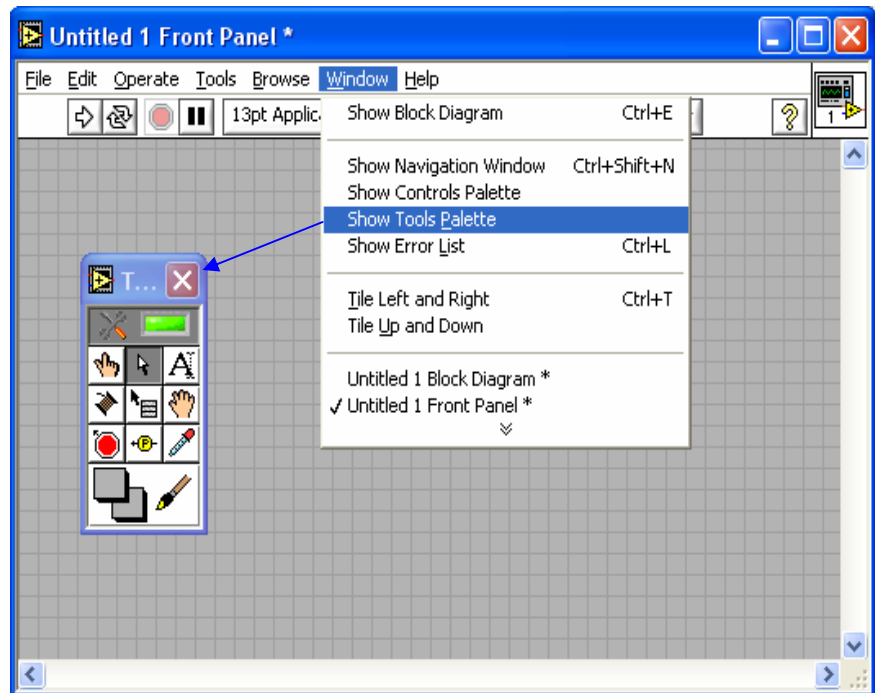 Untitled 1 Front Panel *
File Edit Operate Tools Browse Window Help
13pt Applic
? 1
Show Block Diagram Ctrl+E
Show Navigation Window Ctrl+Shift+N
Show Controls Palette
Show Tools Palette
Show Error List Ctrl+L
Tile Left and Right Ctrl+T
Tile Up and Down
Untitled 1 Block Diagram *
✓ Untitled 1 Front Panel *
T...
A
P